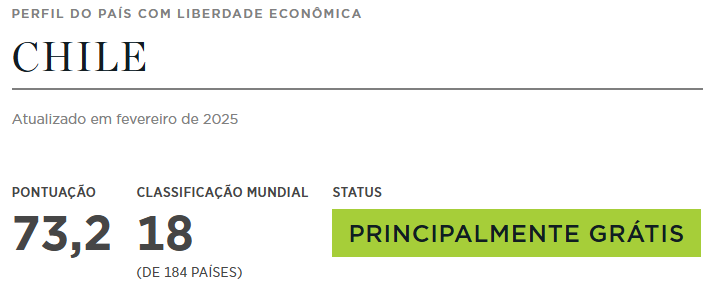 PERFIL DO PAÍS COM LIBERDADE ECONÔMICA
CHILE
Atualizado em fevereiro de 2025
PONTUAÇÃO CLASSIFICAÇÃO MUNDIAL STATUS
73,2 18 PRINCIPALMENTE GRÁTIS
(DE 184 PAÍSES)